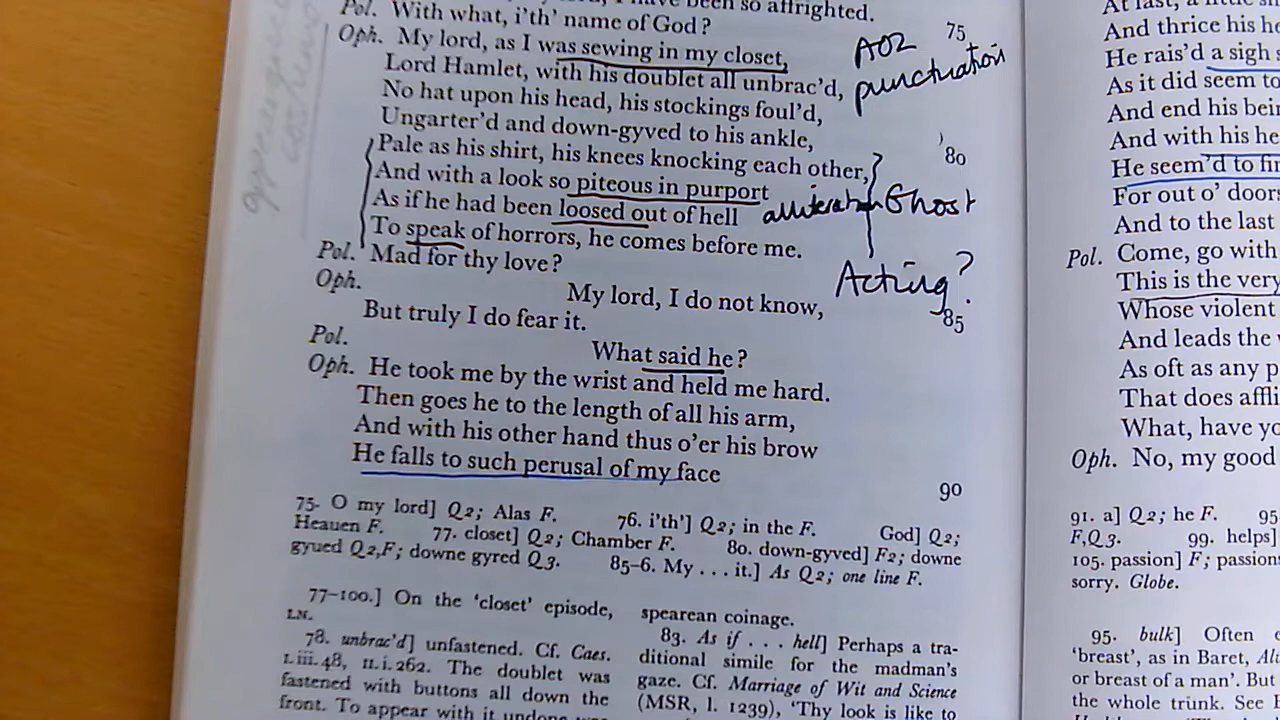 been so affrighted.
Pol. With what, i'th' name of God?
75
Oph. My lord, as I was sewing in my closet,
AO2
punctuation
Lord Hamlet, with his doublet all unbrac'd,
No hat upon his head, his stockings foul'd,
Ungarter'd and down-gyved to his ankle,
80
Pale as his shirt, his knees knocking each other,
And with a look so piteous in purport
As if he had been loosed out of hell
alliteration
Ghost
To speak of horrors, he comes before me.
Pol. Mad for thy love?
Acting?
Oph. My lord, I do not know,
85
But truly I do fear it.
Pol. What said he?
Oph. He took me by the wrist and held me hard.
Then goes he to the length of all his arm,
And with his other hand thus o'er his brow
He falls to such perusal of my face
90
75. O my lord] Q2; Alas F. 76. i'th'] Q2; in the F. God] Q2;
Heauen F. 77. closet] Q2; Chamber F. 80. down-gyved] F2; downe
gyued Q2,F; downe gyred Q3. 85-6. My . . . it.] As Q2; one line F.
77-100.] On the 'closet' episode,
LN.
78. unbrac'd] unfastened. Cf. Caes.
I.iii.48, II.i.262. The doublet was
fastened with buttons all down the
front. To appear with it
spearean coinage.
83. As if . . . hell] Perhaps a tra-
ditional simile for the madman's
gaze. Cf. Marriage of Wit and Science
(MSR, l. 1239), 'Thy look is like to
And thrice his
He rais'd a sigh
As it did seem to
And end his
And with his
He seem'd to
For out o'
And to the last
Pol. Come, go with
This is the very
Whose violent
And leads the
As oft as any
That does
What, have
Oph. No, my good
91. a] Q2; he F. 95
F,Q3. 99. helps]
105. passion] F;
sorry. Globe.
95. bulk] Often
'breast', as in Baret,
or breast of a man'. But
the whole trunk. See